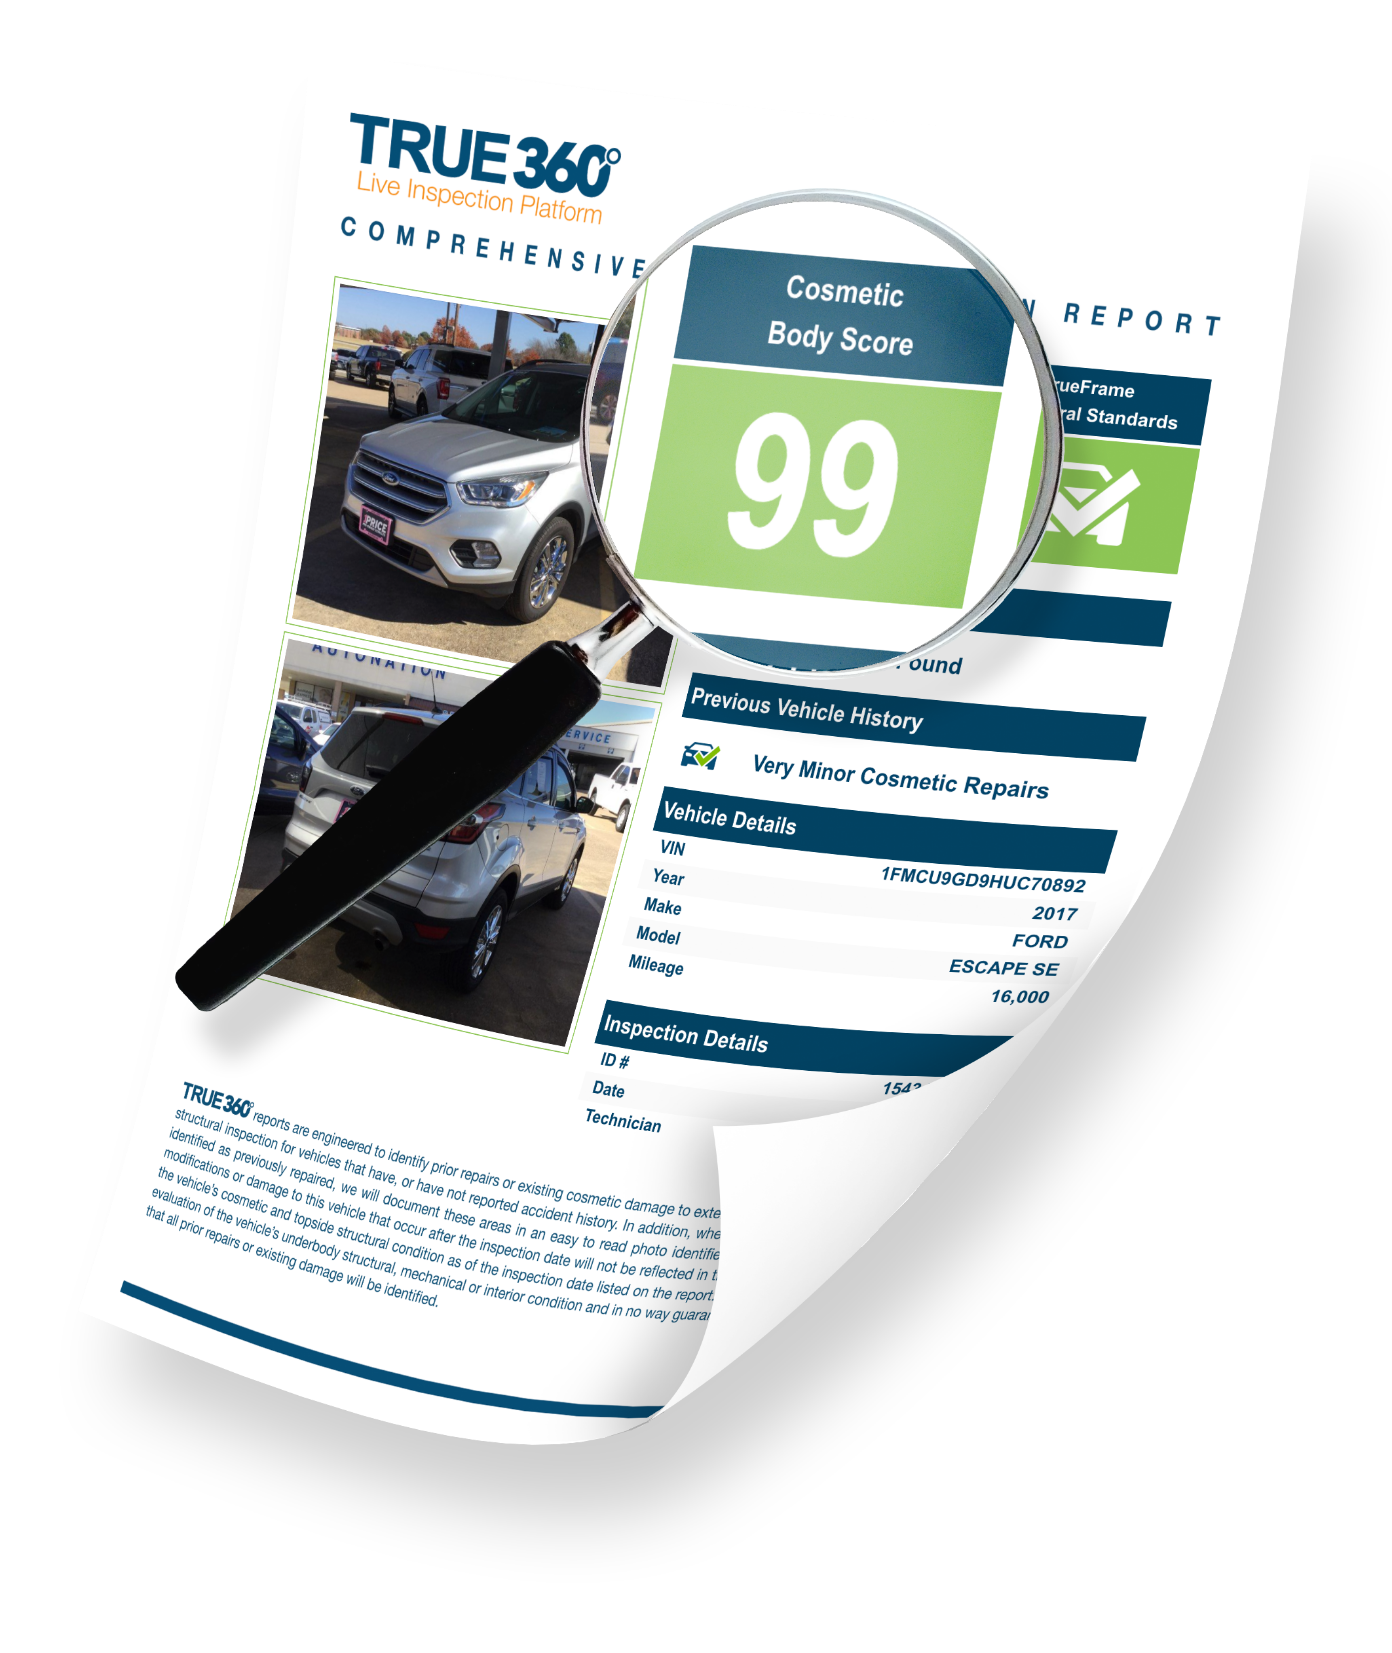 TRUE360°
Live Inspection Platform
COMPREHENSIVE
N REPORT
Cosmetic
Body Score
99
rueFrame
ral Standards
PRICE
AUTONATION
SERVICE
ound
Previous Vehicle History
Very Minor Cosmetic Repairs
Vehicle Details
VIN 1FMCU9GD9HUC70892
Year 2017
Make FORD
Model ESCAPE SE
Mileage 16,000
Inspection Details
ID # 1543
Date
Technician
TRUE360° reports are engineered to identify prior repairs or existing cosmetic damage to exte
structural inspection for vehicles that have, or have not reported accident history. In addition, whe
identified as previously repaired, we will document these areas in an easy to read photo identifie
modifications or damage to this vehicle that occur after the inspection date will not be reflected in t
the vehicle's cosmetic and topside structural condition as of the inspection date listed on the report.
evaluation of the vehicle's underbody structural, mechanical or interior condition and in no way guaran
that all prior repairs or existing damage will be identified.